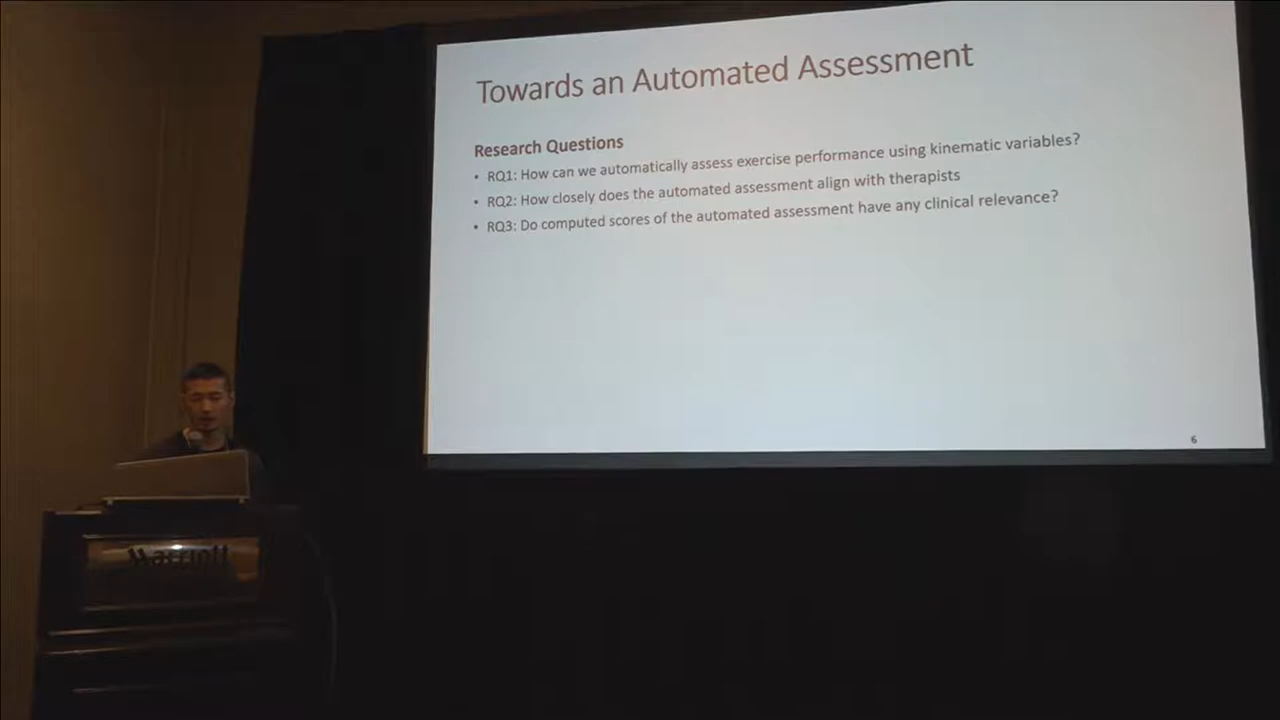 Towards an Automated Assessment
Research Questions
• RQ1: How can we automatically assess exercise performance using kinematic variables?
• RQ2: How closely does the automated assessment align with therapists
• RQ3: Do computed scores of the automated assessment have any clinical relevance?
6
Marriott